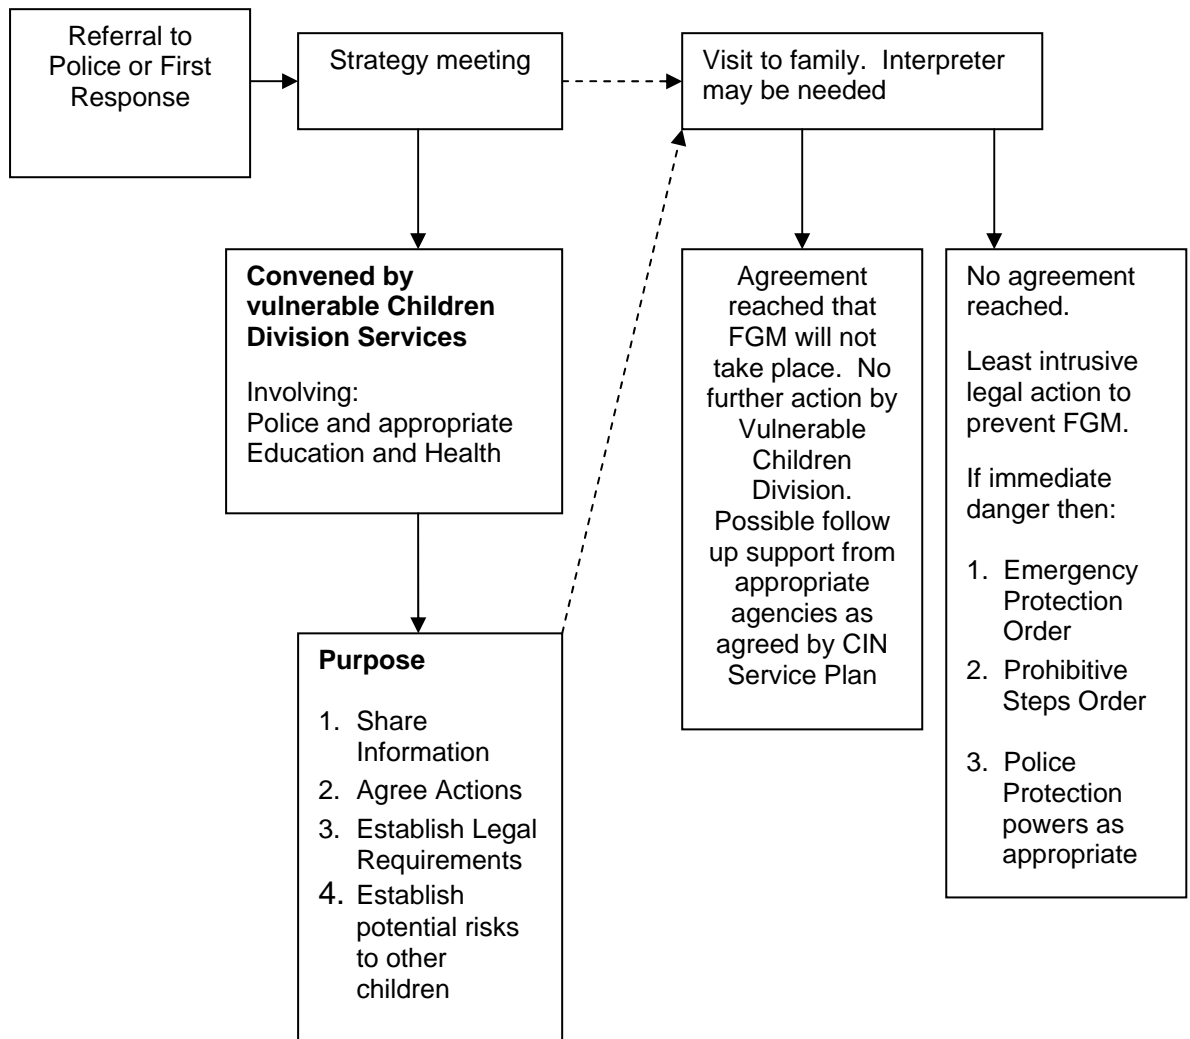 Referral to
Police or First
Response
Strategy meeting
Visit to family.  Interpreter
may be needed
Convened by
vulnerable Children
Division Services
Involving:
Police and appropriate
Education and Health
Purpose
1. Share
Information
2. Agree Actions
3. Establish Legal
Requirements
4. Establish
potential risks
to other
children
Agreement
reached that
FGM will not
take place.  No
further action by
Vulnerable
Children
Division.
Possible follow
up support from
appropriate
agencies as
agreed by CIN
Service Plan
No agreement
reached.
Least intrusive
legal action to
prevent FGM.
If immediate
danger then:
1. Emergency
Protection
Order
2. Prohibitive
Steps Order
3. Police
Protection
powers as
appropriate